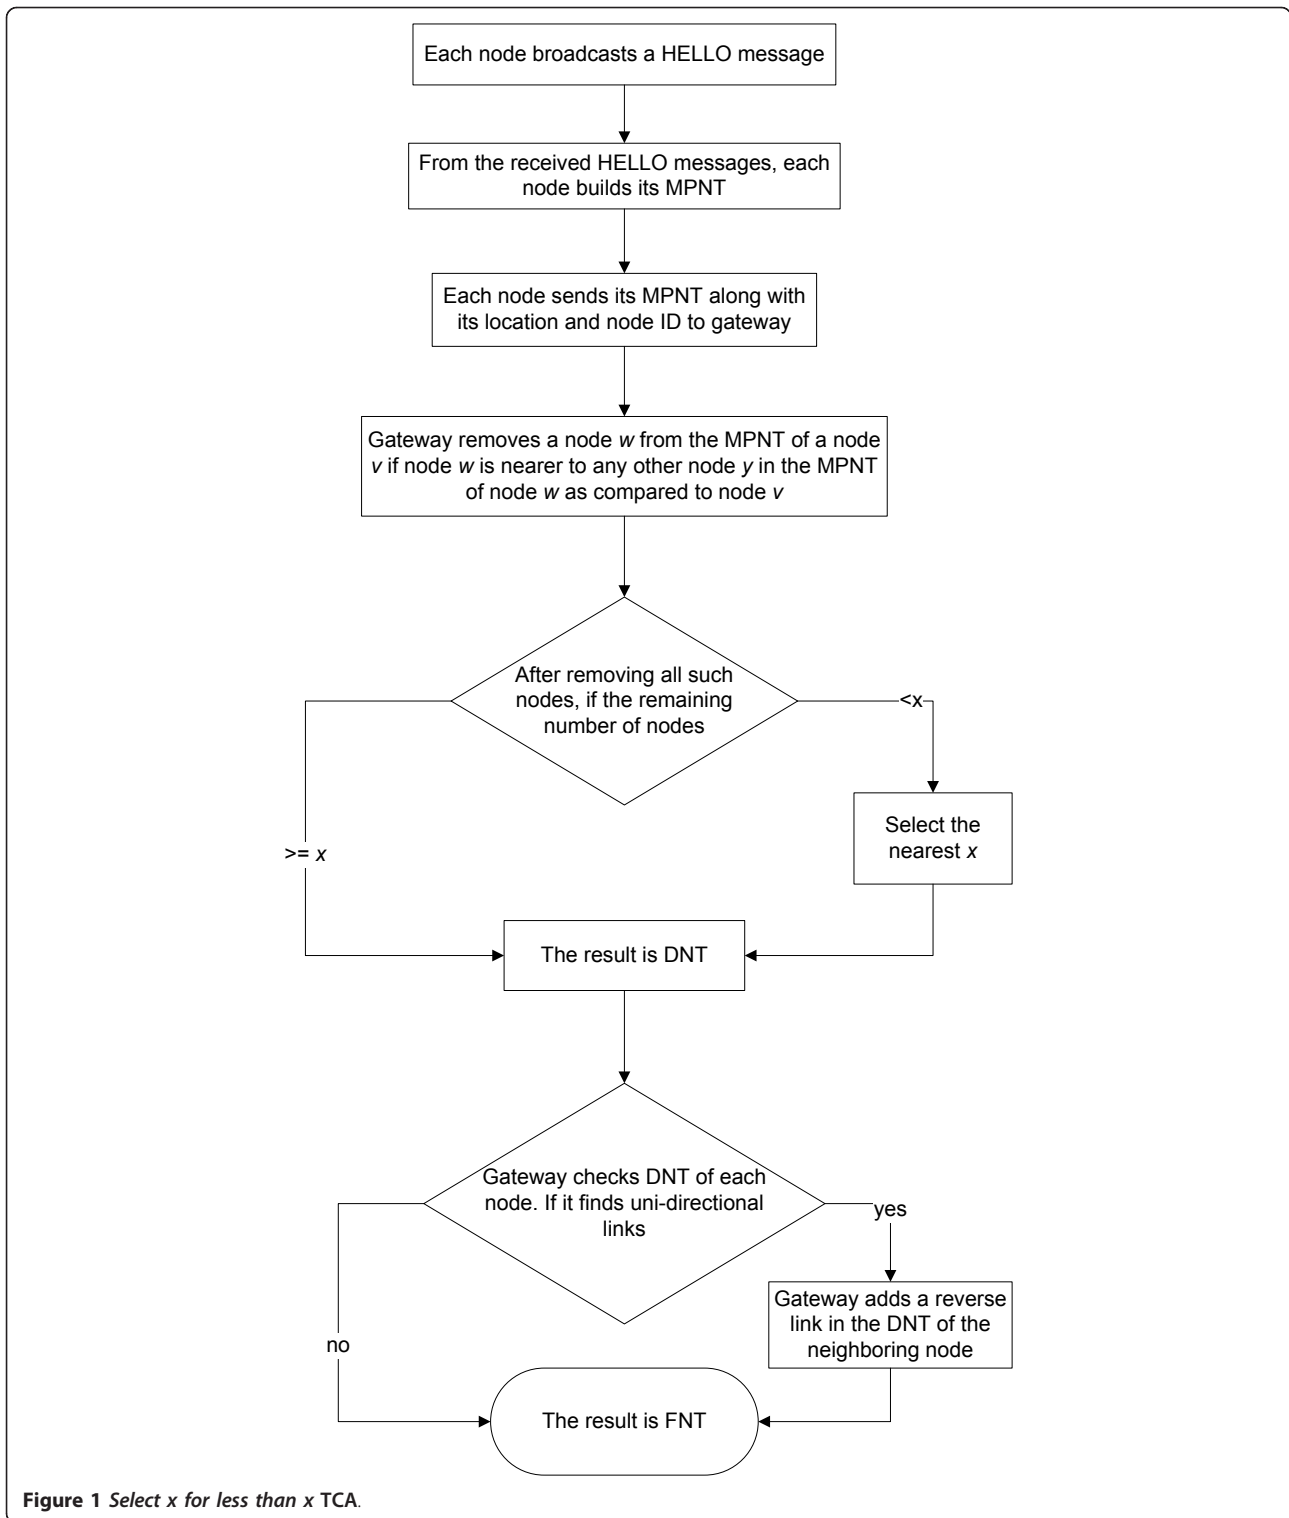 Each node broadcasts a HELLO message
From the received HELLO messages, each
node builds its MPNT
Each node sends its MPNT along with
its location and node ID to gateway
Gateway removes a node w from the MPNT of a node
v if node w is nearer to any other node y in the MPNT
of node w as compared to node v
After removing all such
nodes, if the remaining
number of nodes
<x
>= x
Select the
nearest x
The result is DNT
Gateway checks DNT of each
node. If it finds uni-directional
links
yes
no
Gateway adds a reverse
link in the DNT of the
neighboring node
The result is FNT
Figure 1 Select x for less than x TCA.